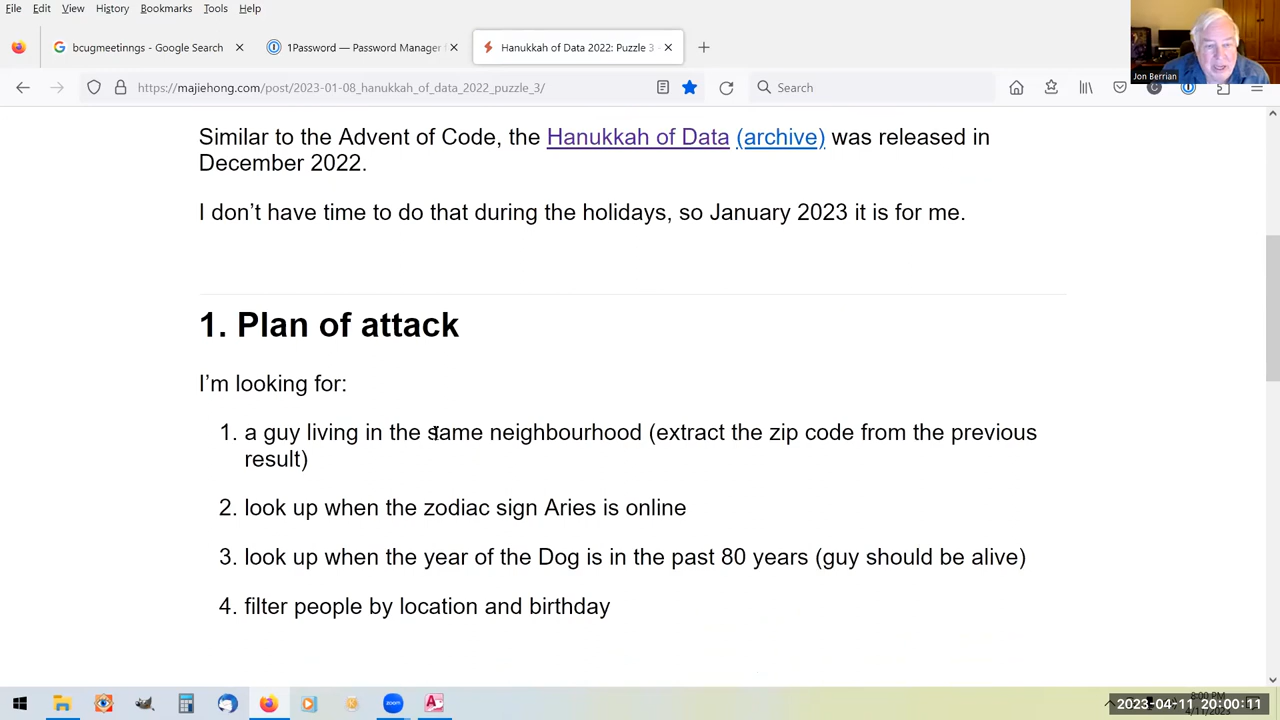 File Edit View History Bookmarks Tools Help
bcugmeetinngs - Google Search
1Password — Password Manager
Hanukkah of Data 2022: Puzzle 3
Jon Berrian
https://majiehong.com/post/2023-01-08_hanukkah_of_data_2022_puzzle_3/
Search
Similar to the Advent of Code, the Hanukkah of Data (archive) was released in
December 2022.
I don’t have time to do that during the holidays, so January 2023 it is for me.
1. Plan of attack
I’m looking for:
1. a guy living in the same neighbourhood (extract the zip code from the previous
result)
2. look up when the zodiac sign Aries is online
3. look up when the year of the Dog is in the past 80 years (guy should be alive)
4. filter people by location and birthday
zoom
8:00 PM
2023-04-11 20:00:11